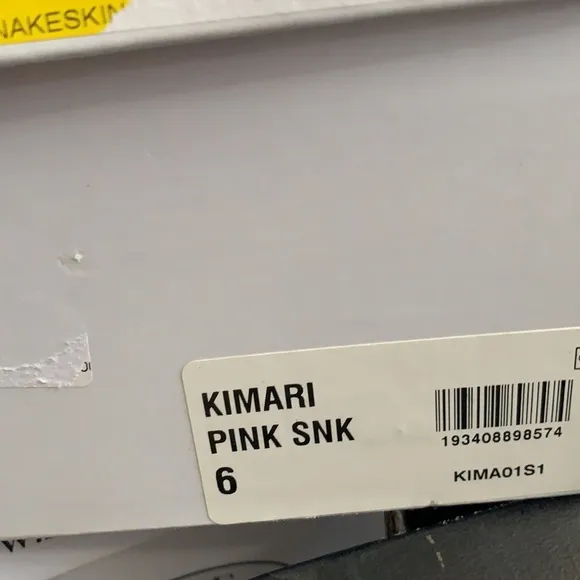 NAKESKIN
KIMARI
PINK SNK
6
193408898574
KIMA01S1